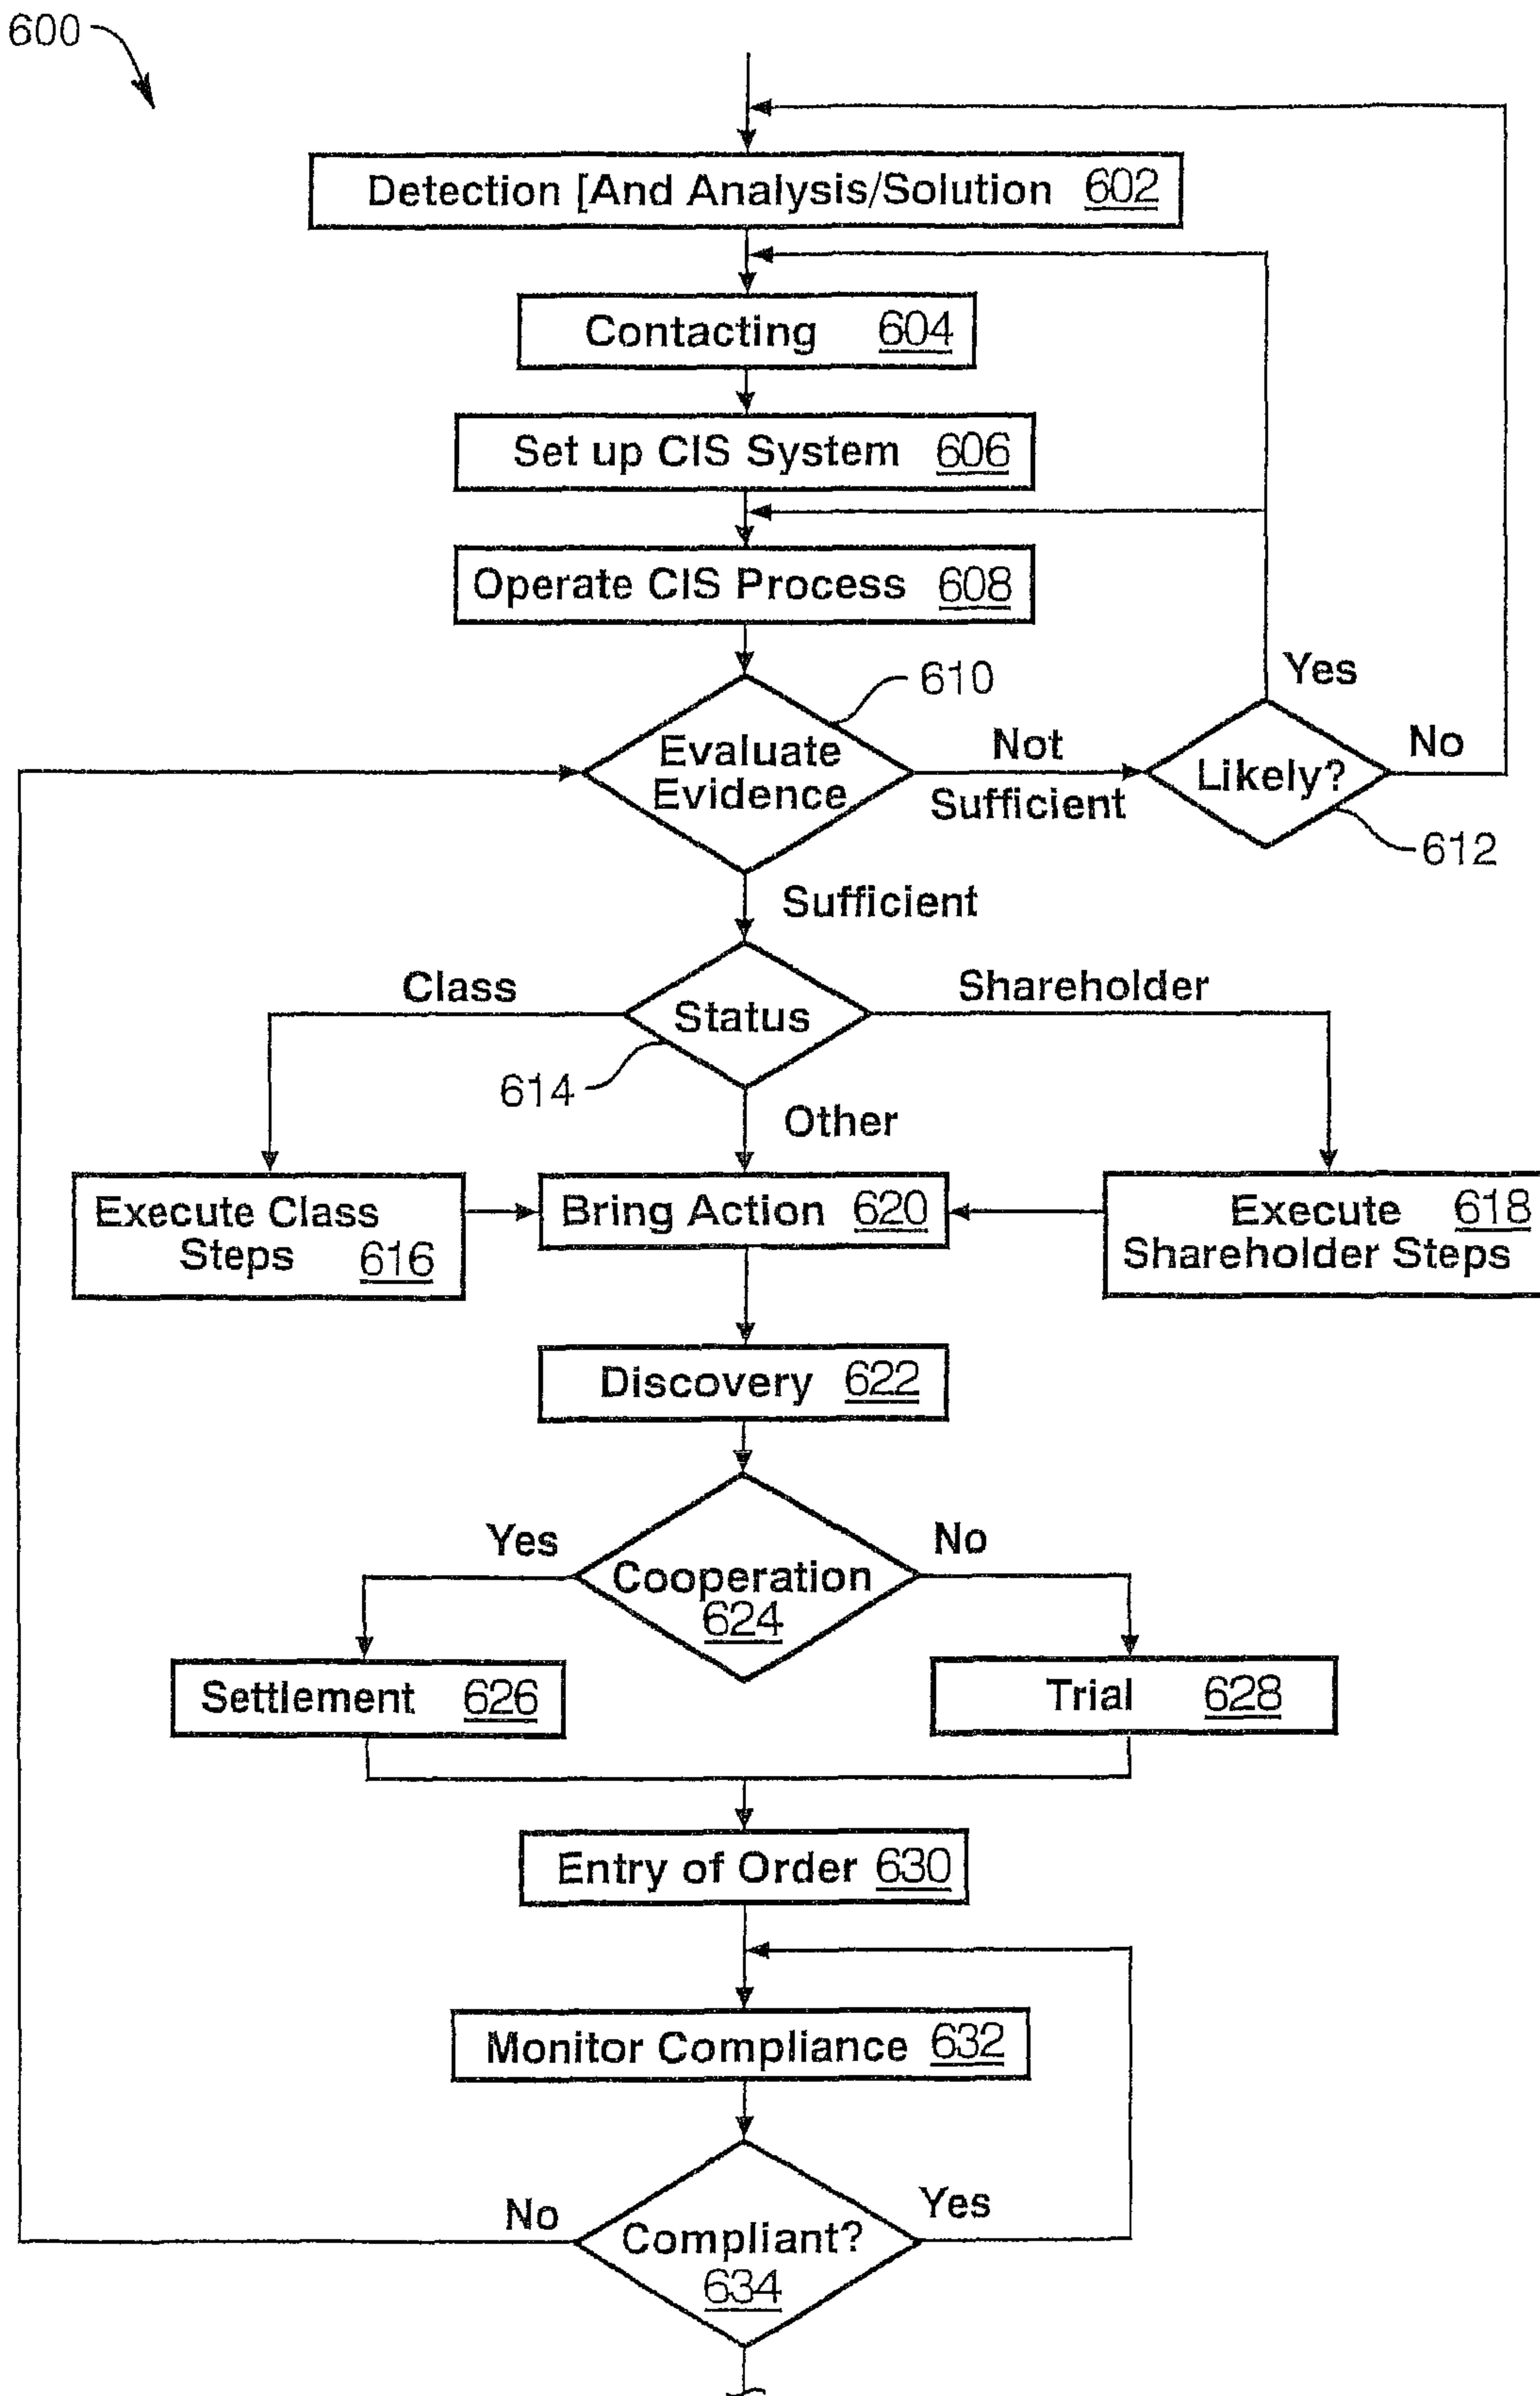 600
Detection [And Analysis/Solution 602
Contacting 604
Set up CIS System 606
Operate CIS Process 608
610
Yes
Evaluate
Evidence
Not
Sufficient
Likely?
No
612
Sufficient
Class
Status
Shareholder
614
Other
Execute Class
Steps 616
Bring Action 620
Execute 618
Shareholder Steps
Discovery 622
Yes
Cooperation
624
No
Settlement 626
Trial 628
Entry of Order 630
Monitor Compliance 632
No
Compliant?
634
Yes